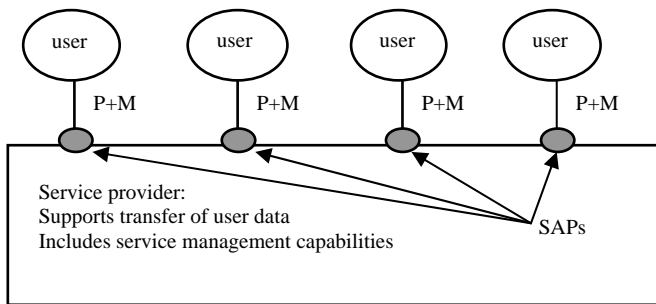 user user user user
P+M P+M P+M P+M
Service provider:
Supports transfer of user data
Includes service management capabilities
SAPs